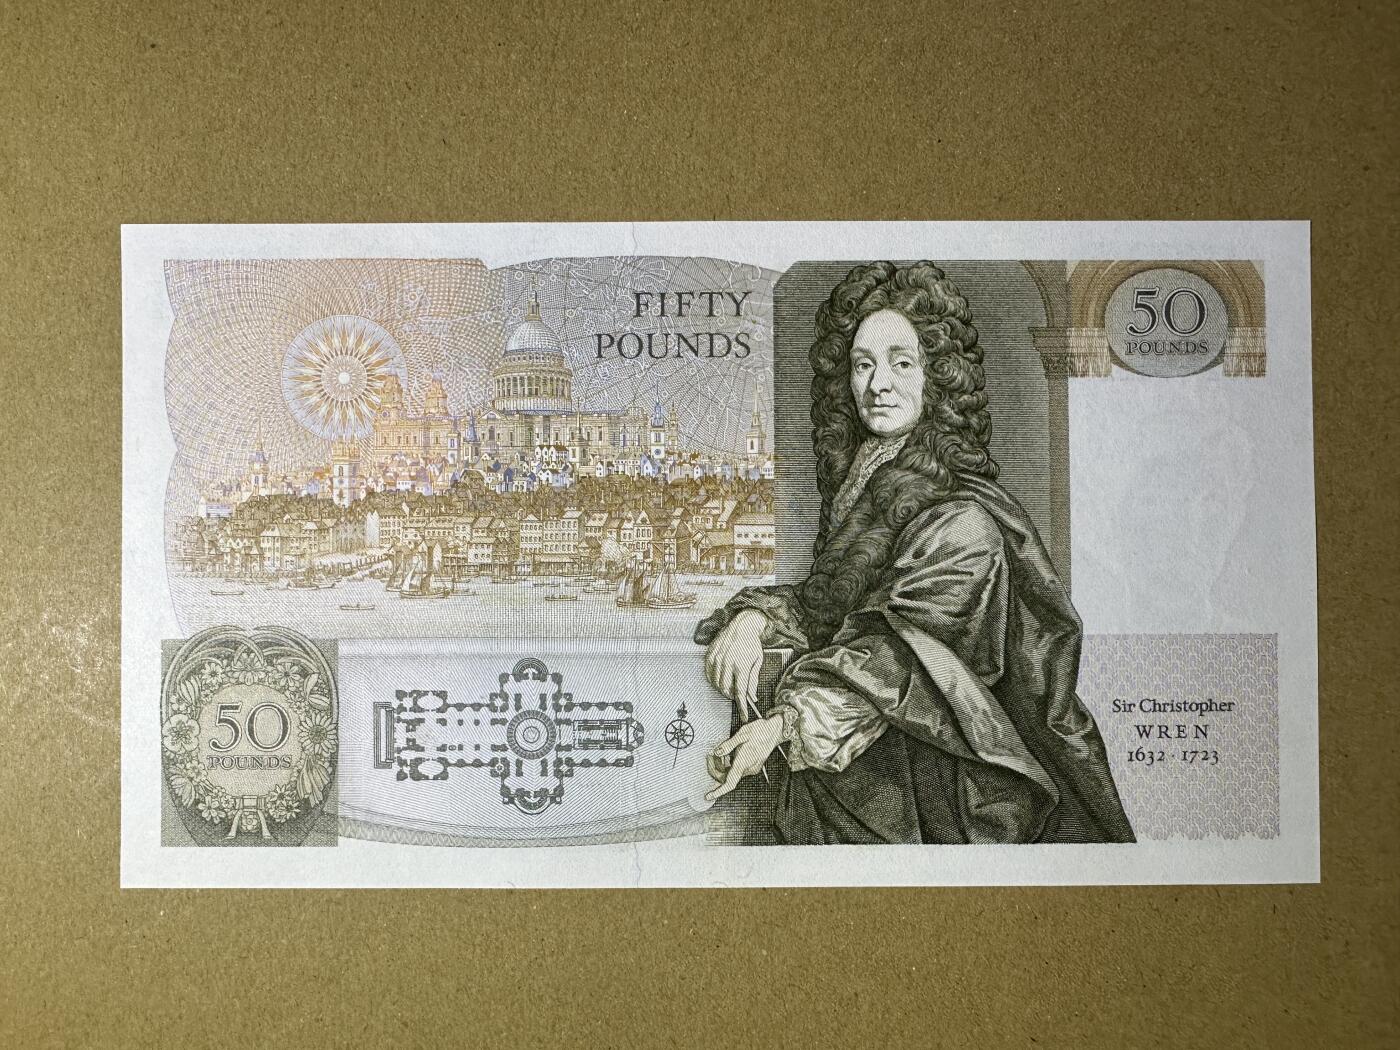 FIFTY
POUNDS
50
POUNDS
50
POUNDS
Sir Christopher
WREN
1632 · 1723